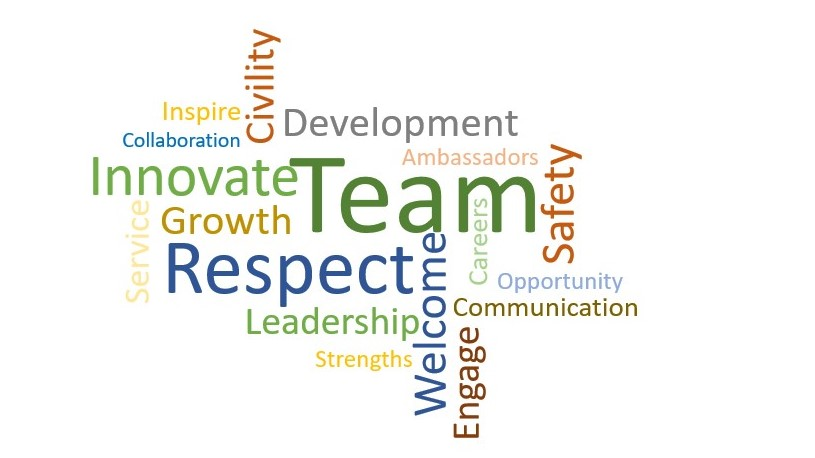 Civility
Inspire
Development
Collaboration
Ambassadors
Innovate
Team
Safety
Service
Growth
Careers
Respect
Welcome
Opportunity
Communication
Leadership
Engage
Strengths